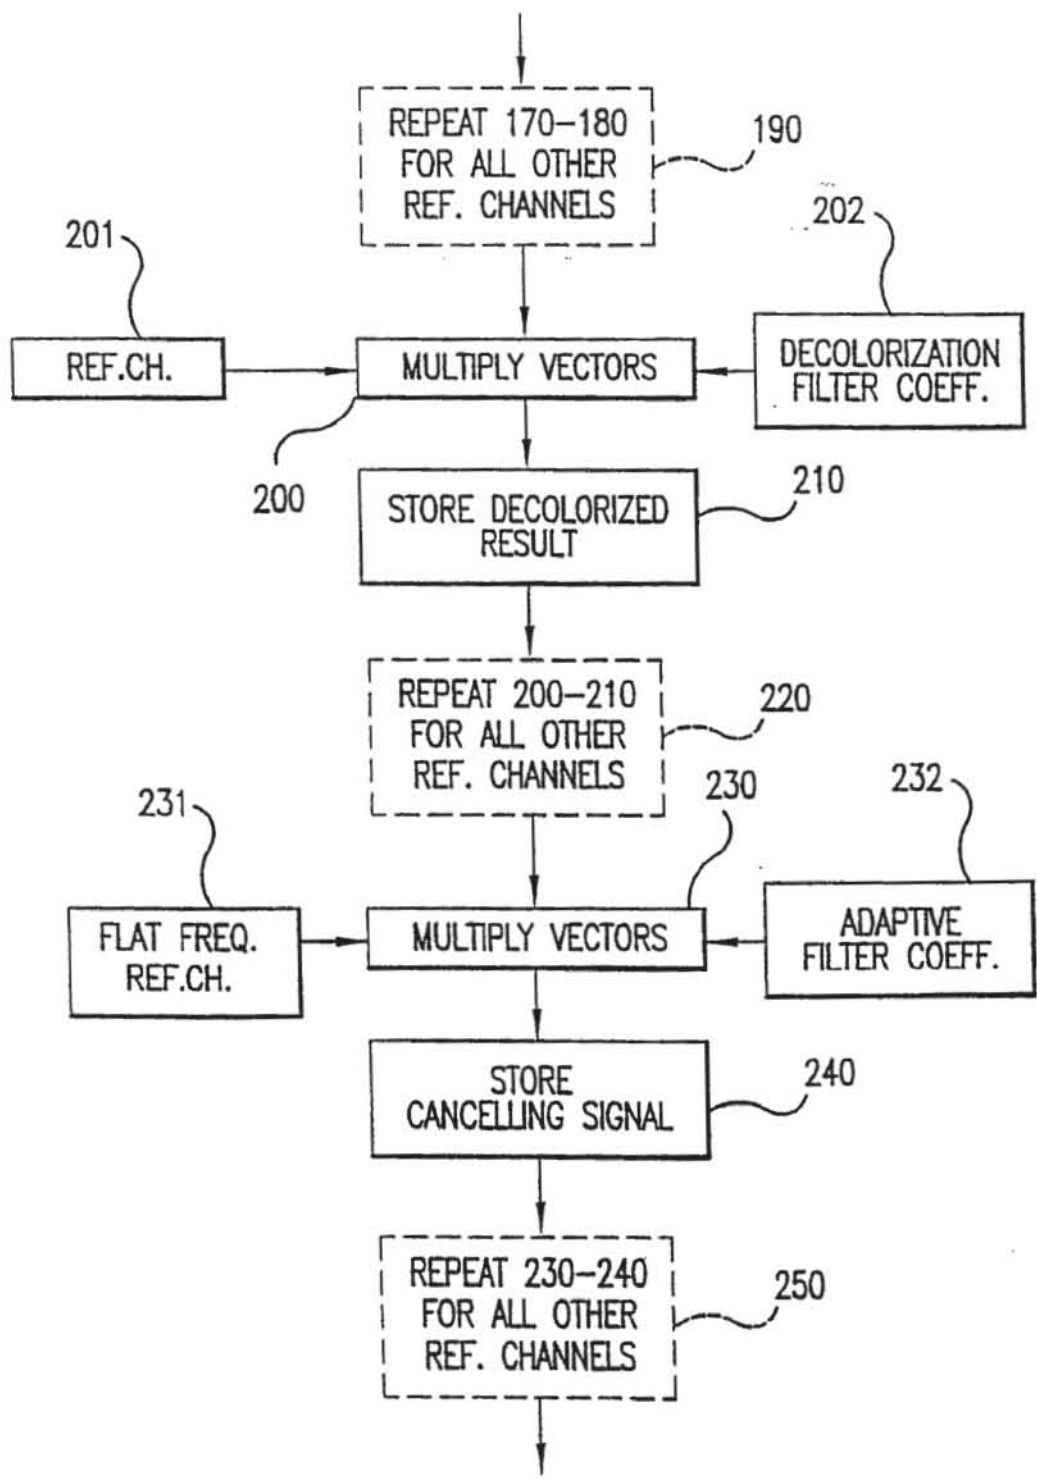 REPEAT 170-180
FOR ALL OTHER
REF. CHANNELS
190
201
202
REF.CH.
MULTIPLY VECTORS
DECOLORIZATION
FILTER COEFF.
200
210
STORE DECOLORIZED
RESULT
REPEAT 200-210
FOR ALL OTHER
REF. CHANNELS
220
231
230
232
FLAT FREQ.
REF.CH.
MULTIPLY VECTORS
ADAPTIVE
FILTER COEFF.
STORE
CANCELLING SIGNAL
240
REPEAT 230-240
FOR ALL OTHER
REF. CHANNELS
250